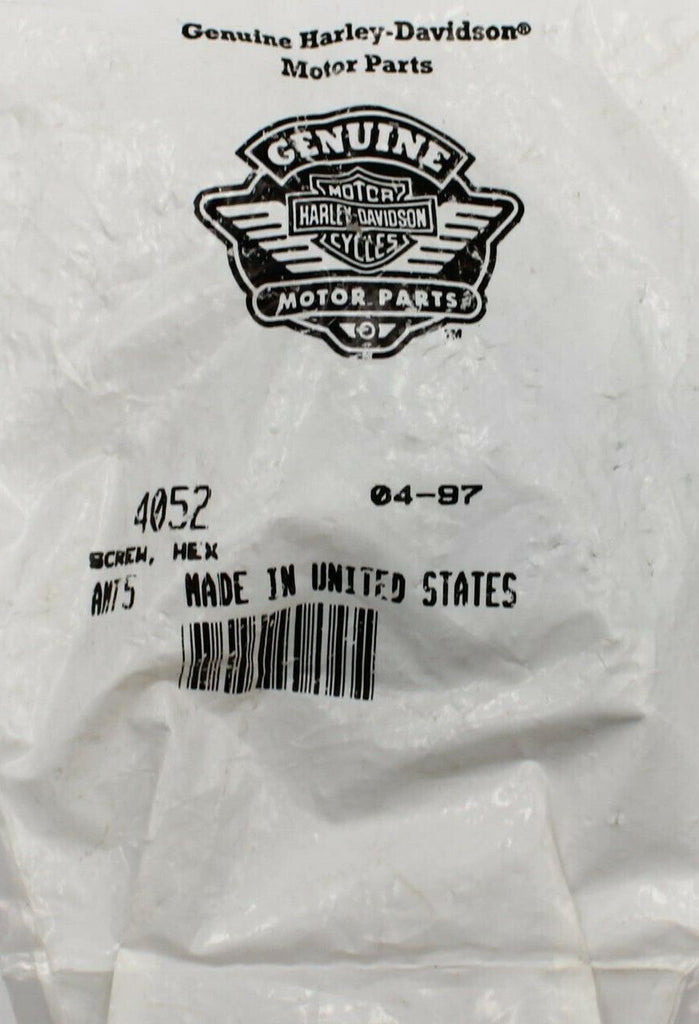 Genuine Harley-Davidson®
Motor Parts
GENUINE
MOTOR
HARLEY-DAVIDSON
CYCLES
MOTOR PARTS
TM
4052 04-97
SCREW, HEX
MADE IN UNITED STATES